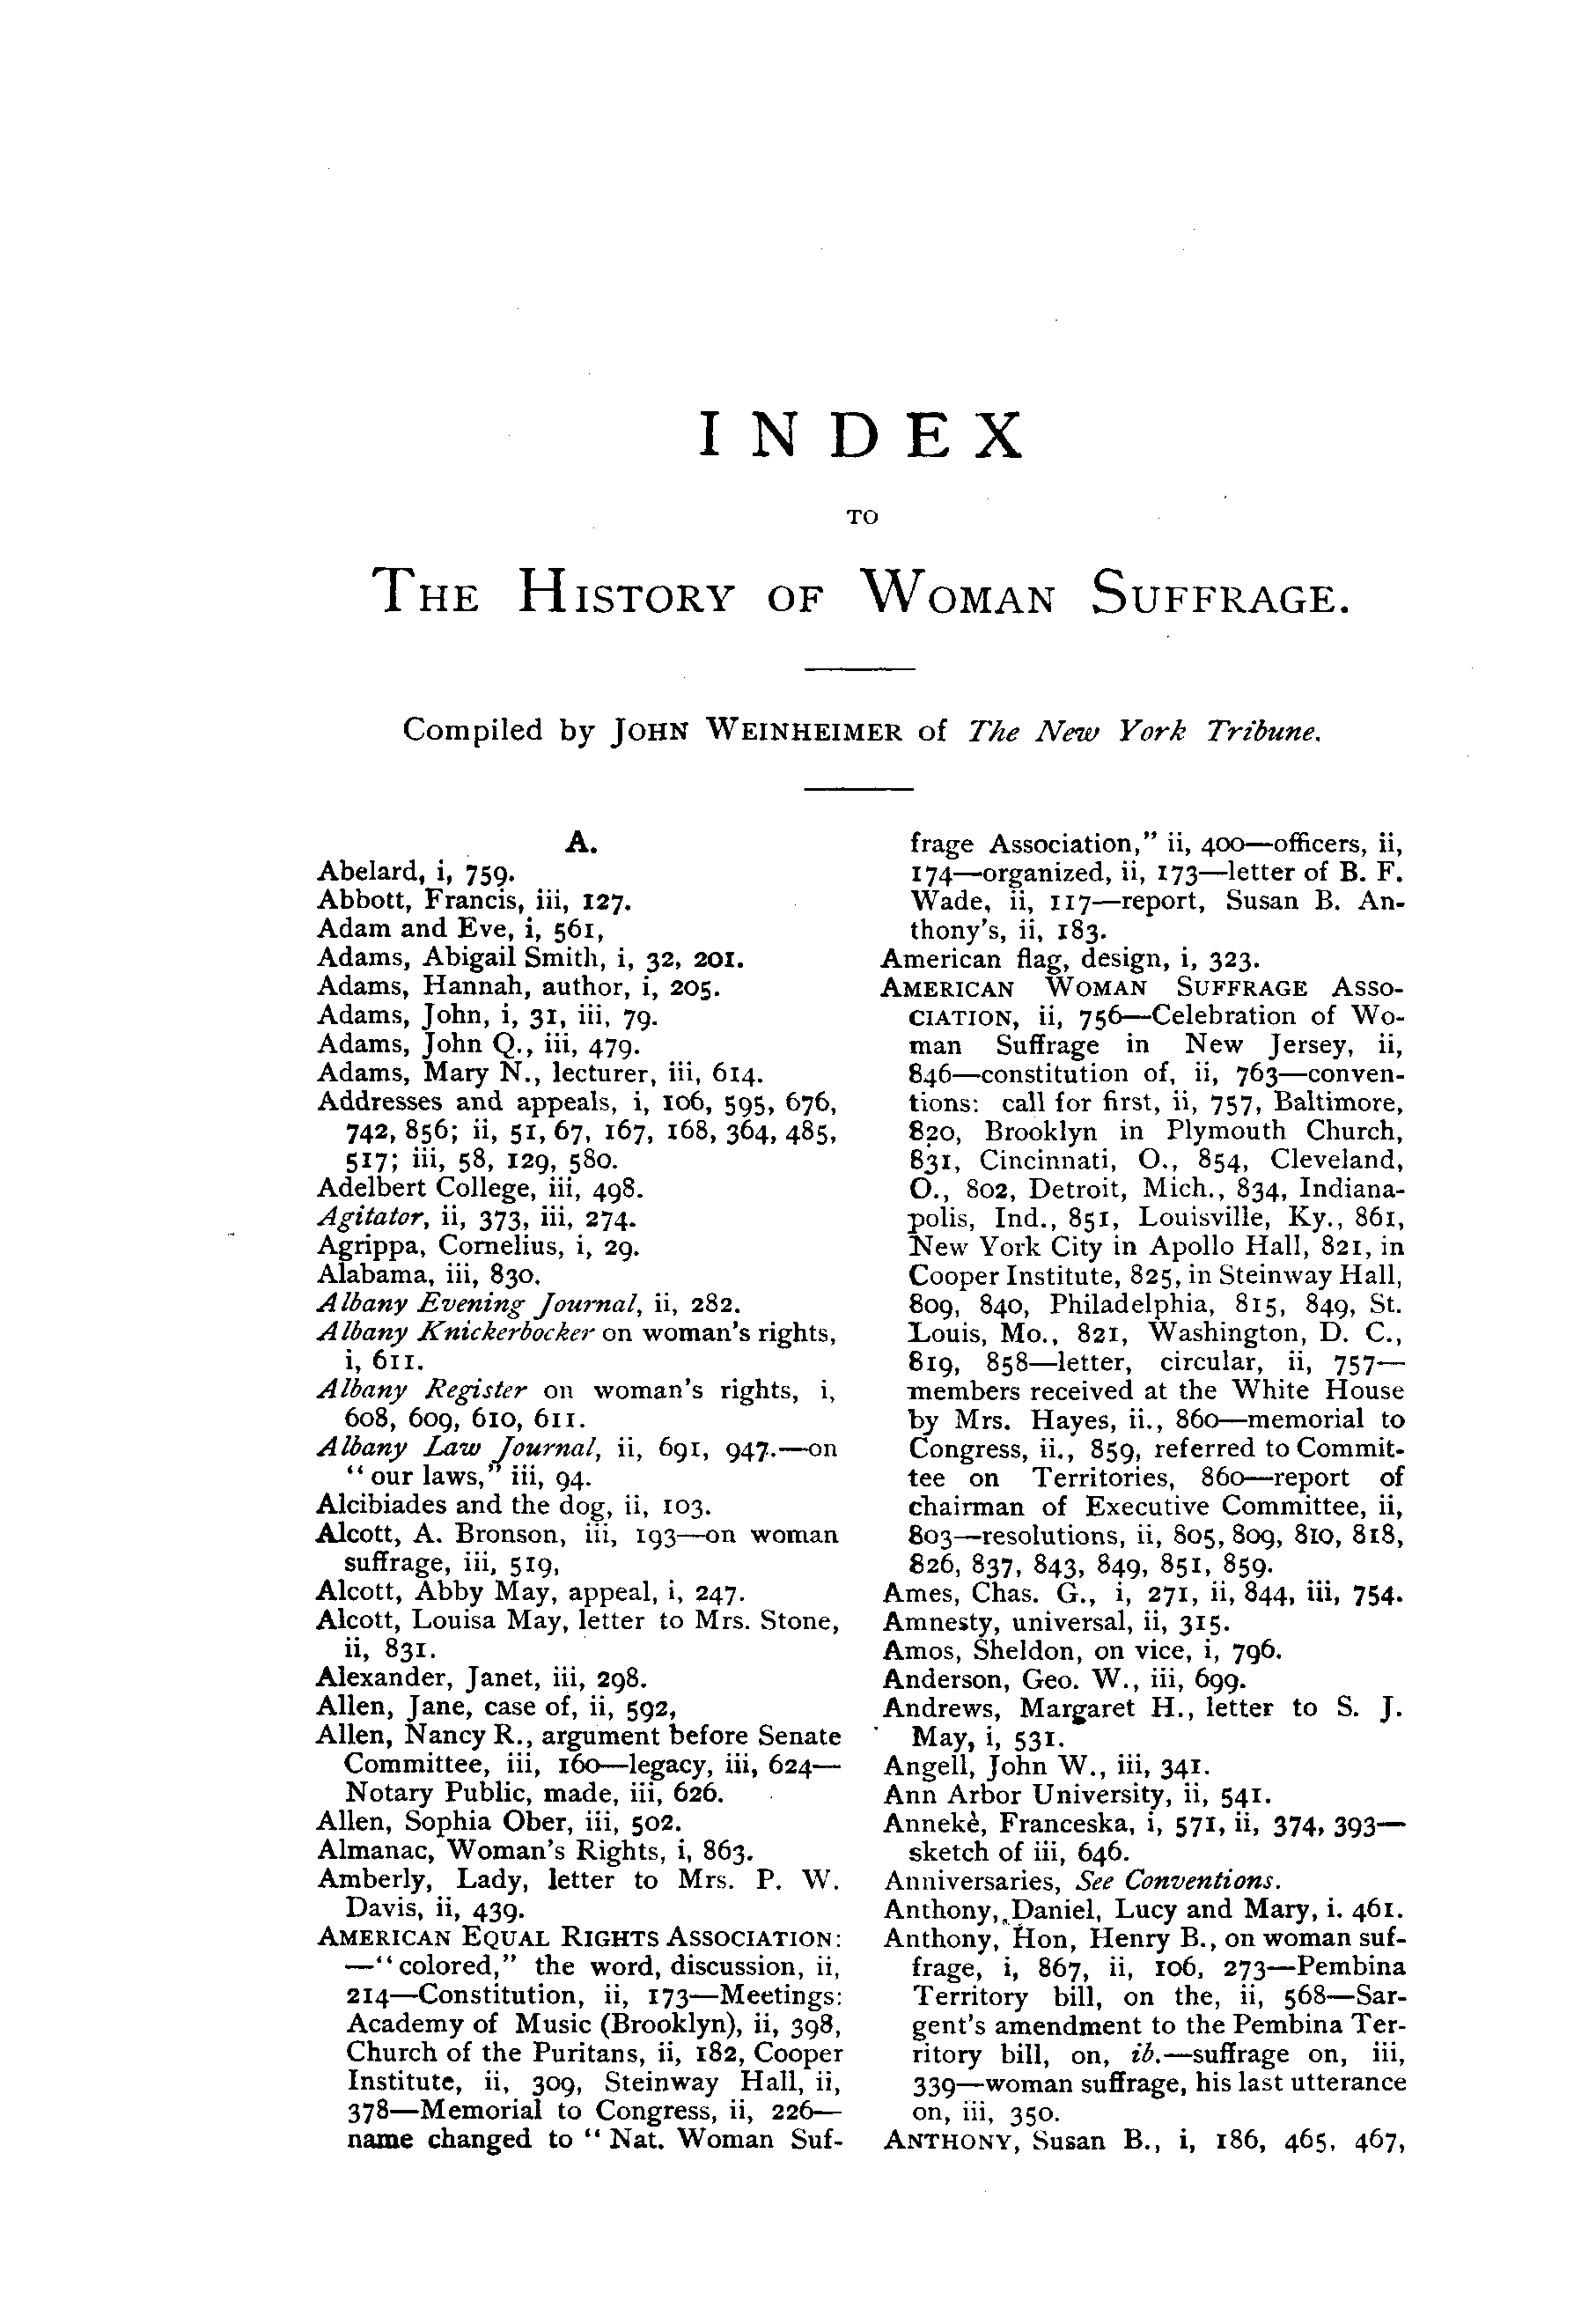 INDEX
TO
THE HISTORY OF WOMAN SUFFRAGE.
Compiled by JOHN WEINHEIMER of The New York Tribune.
A.
Abelard, i, 759.
Abbott, Francis, iii, 127.
Adam and Eve, i, 561,
Adams, Abigail Smith, i, 32, 201.
Adams, Hannah, author, i, 205.
Adams, John, i, 31, iii, 79.
Adams, John Q., iii, 479.
Adams, Mary N., lecturer, iii, 614.
Addresses and appeals, i, 106, 595, 676,
742, 856; ii, 51, 67, 167, 168, 364, 485,
517; iii, 58, 129, 580.
Adelbert College, iii, 498.
Agitator, ii, 373, iii, 274.
Agrippa, Cornelius, i, 29.
Alabama, iii, 830.
Albany Evening Journal, ii, 282.
Albany Knickerbocker on woman's rights,
i, 611.
Albany Register on woman's rights, i,
608, 609, 610, 611.
Albany Law Journal, ii, 691, 947.—on
"our laws," iii, 94.
Alcibiades and the dog, ii, 103.
Alcott, A. Bronson, iii, 193—on woman
suffrage, iii, 519,
Alcott, Abby May, appeal, i, 247.
Alcott, Louisa May, letter to Mrs. Stone,
ii, 831.
Alexander, Janet, iii, 298.
Allen, Jane, case of, ii, 592,
Allen, Nancy R., argument before Senate
Committee, iii, 160—legacy, iii, 624—
Notary Public, made, iii, 626.
Allen, Sophia Ober, iii, 502.
Almanac, Woman's Rights, i, 863.
Amberly, Lady, letter to Mrs. P. W.
Davis, ii, 439.
AMERICAN EQUAL RIGHTS ASSOCIATION:
—"colored," the word, discussion, ii,
214—Constitution, ii, 173—Meetings:
Academy of Music (Brooklyn), ii, 398,
Church of the Puritans, ii, 182, Cooper
Institute, ii, 309, Steinway Hall, ii,
378—Memorial to Congress, ii, 226—
name changed to "Nat. Woman Suf-
frage Association," ii, 400—officers, ii,
174—organized, ii, 173—letter of B. F.
Wade, ii, 117—report, Susan B. An-
thony's, ii, 183.
American flag, design, i, 323.
AMERICAN WOMAN SUFFRAGE ASSO-
CIATION, ii, 756—Celebration of Wo-
man Suffrage in New Jersey, ii,
846—constitution of, ii, 763—conven-
tions: call for first, ii, 757, Baltimore,
820, Brooklyn in Plymouth Church,
831, Cincinnati, O., 854, Cleveland,
O., 802, Detroit, Mich., 834, Indiana-
polis, Ind., 851, Louisville, Ky., 861,
New York City in Apollo Hall, 821, in
Cooper Institute, 825, in Steinway Hall,
809, 840, Philadelphia, 815, 849, St.
Louis, Mo., 821, Washington, D. C.,
819, 858—letter, circular, ii, 757—
members received at the White House
by Mrs. Hayes, ii., 860—memorial to
Congress, ii., 859, referred to Commit-
tee on Territories, 860—report of
chairman of Executive Committee, ii,
803—resolutions, ii, 805, 809, 810, 818,
826, 837, 843, 849, 851, 859.
Ames, Chas. G., i, 271, ii, 844, iii, 754.
Amnesty, universal, ii, 315.
Amos, Sheldon, on vice, i, 796.
Anderson, Geo. W., iii, 699.
Andrews, Margaret H., letter to S. J.
May, i, 531.
Angell, John W., iii, 341.
Ann Arbor University, ii, 541.
Annekè, Franceska, i, 571, ii, 374, 393—
sketch of iii, 646.
Anniversaries, See Conventions.
Anthony, Daniel, Lucy and Mary, i. 461.
Anthony, Hon, Henry B., on woman suf-
frage, i, 867, ii, 106, 273—Pembina
Territory bill, on the, ii, 568—Sar-
gent's amendment to the Pembina Ter-
ritory bill, on, ib.—suffrage on, iii,
339—woman suffrage, his last utterance
on, iii, 350.
ANTHONY, Susan B., i, 186, 465, 467,